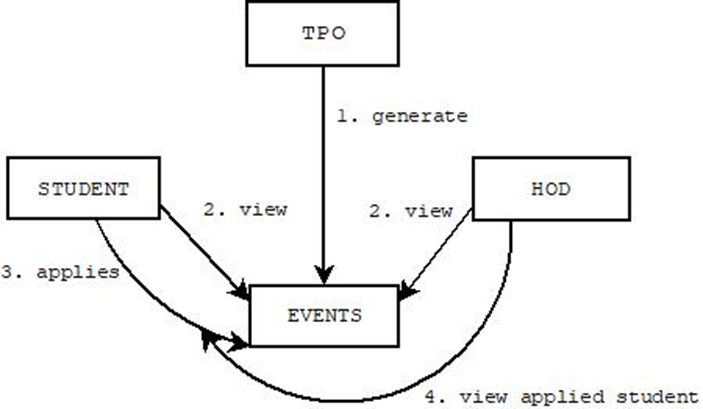 TPO
1. generate
STUDENT
HOD
2. view
2. view
3. applies
EVENTS
4. view applied student